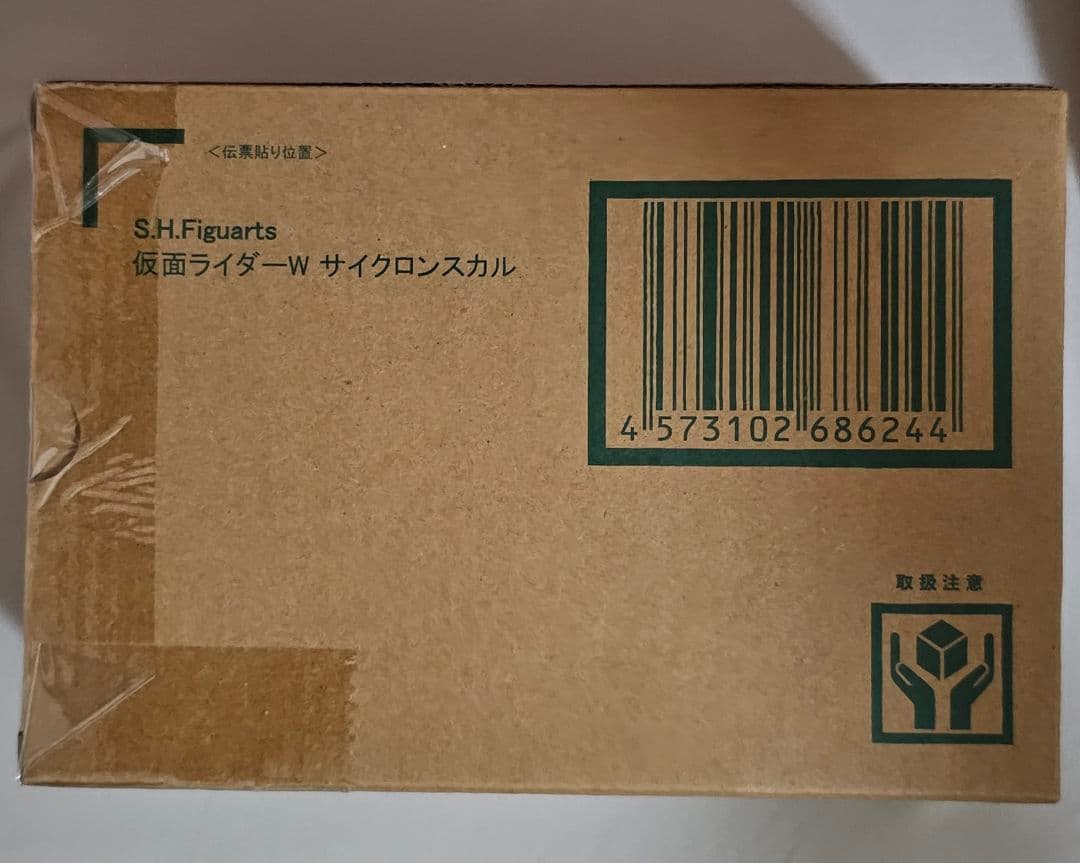 ＜伝票貼り位置＞
S.H.Figuarts
仮面ライダーW サイクロンスカル
4 573102 686244
取扱注意